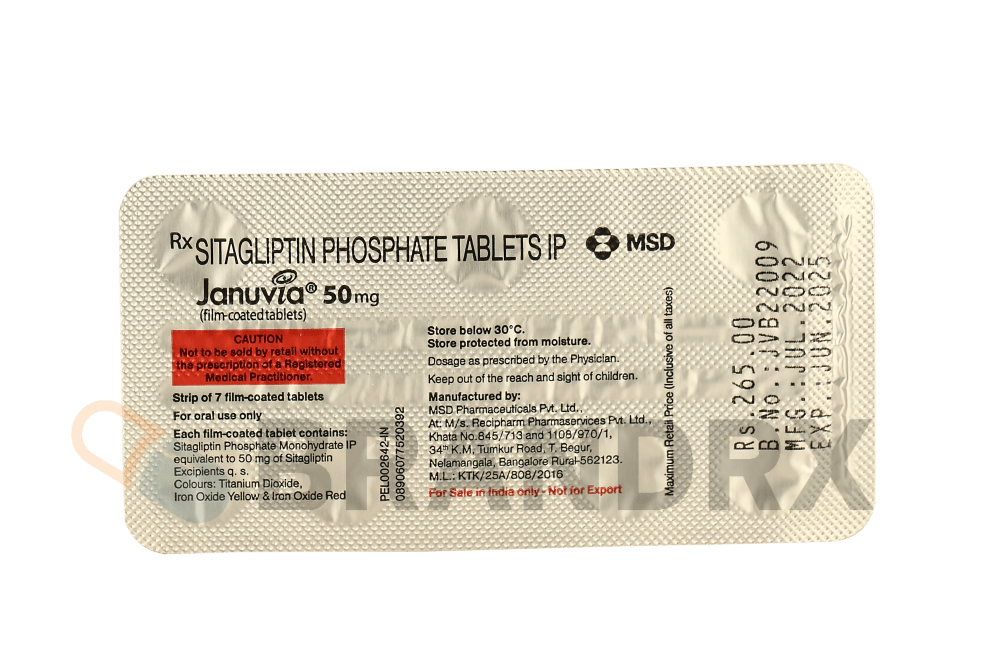 Rx SITAGLIPTIN PHOSPHATE TABLETS IP
MSD
Januvia® 50 mg
(film-coated tablets)
CAUTION
Not to be sold by retail without
the prescription of a Registered
Medical Practitioner.
Strip of 7 film-coated tablets
For oral use only
Each film-coated tablet contains:
Sitagliptin Phosphate Monohydrate IP
equivalent to 50 mg of Sitagliptin
Excipients q. s.
Colours: Titanium Dioxide,
Iron Oxide Yellow & Iron Oxide Red
PEL002642-IN
08906077520392
Store below 30°C.
Store protected from moisture.
Dosage as prescribed by the Physician.
Keep out of the reach and sight of children.
Manufactured by:
MSD Pharmaceuticals Pvt. Ltd.,
At: M/s. Recipharm Pharmaservices Pvt. Ltd.,
Khata No.845/713 and 1108/970/1,
34th K.M, Tumkur Road, T. Begur,
Nelamangala, Bangalore Rural-562123.
M.L.: KTK/25A/808/2016
For Sale in India only - Not for Export
Maximum Retail Price (Inclusive of all taxes)
Rs.265.00
B.No.:JVB22009
MFG.:JUL.2022
EXP.:JUN.2025
BRANDRX